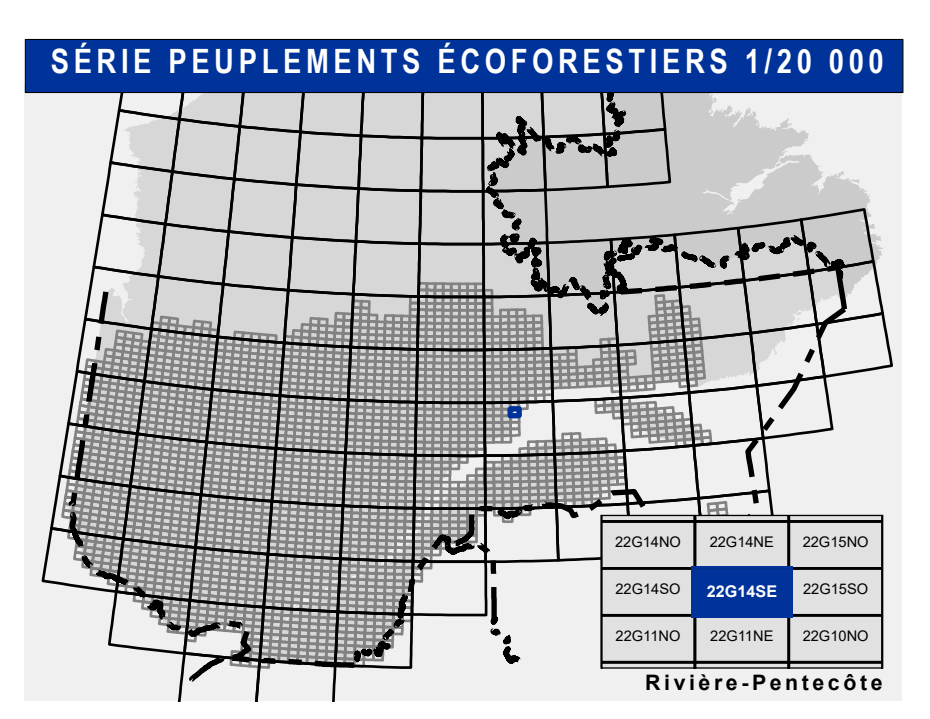 SÉRIE PEUPLEMENTS ÉCOFORESTIERS 1/20 000
22G14NO 22G14NE 22G15NO
22G14SO 22G14SE 22G15SO
22G11NO 22G11NE 22G10NO
Rivière-Pentecôte